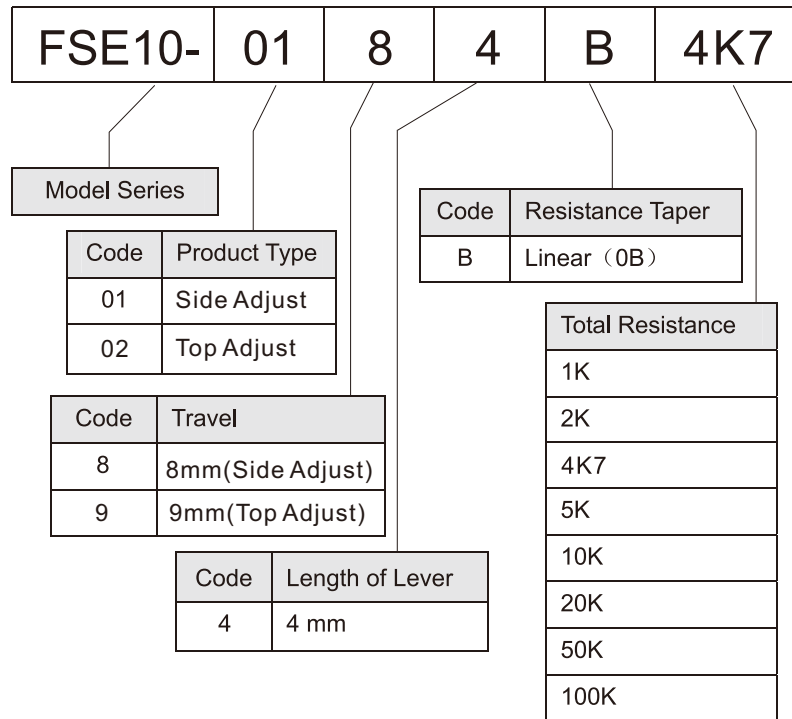 FSE10- 01 8 4 B 4K7
Model Series
Code Product Type
01 Side Adjust
02 Top Adjust
Code Travel
8 8mm(Side Adjust)
9 9mm(Top Adjust)
Code Length of Lever
4 4 mm
Code Resistance Taper
B Linear（0B）
Total Resistance
1K
2K
4K7
5K
10K
20K
50K
100K